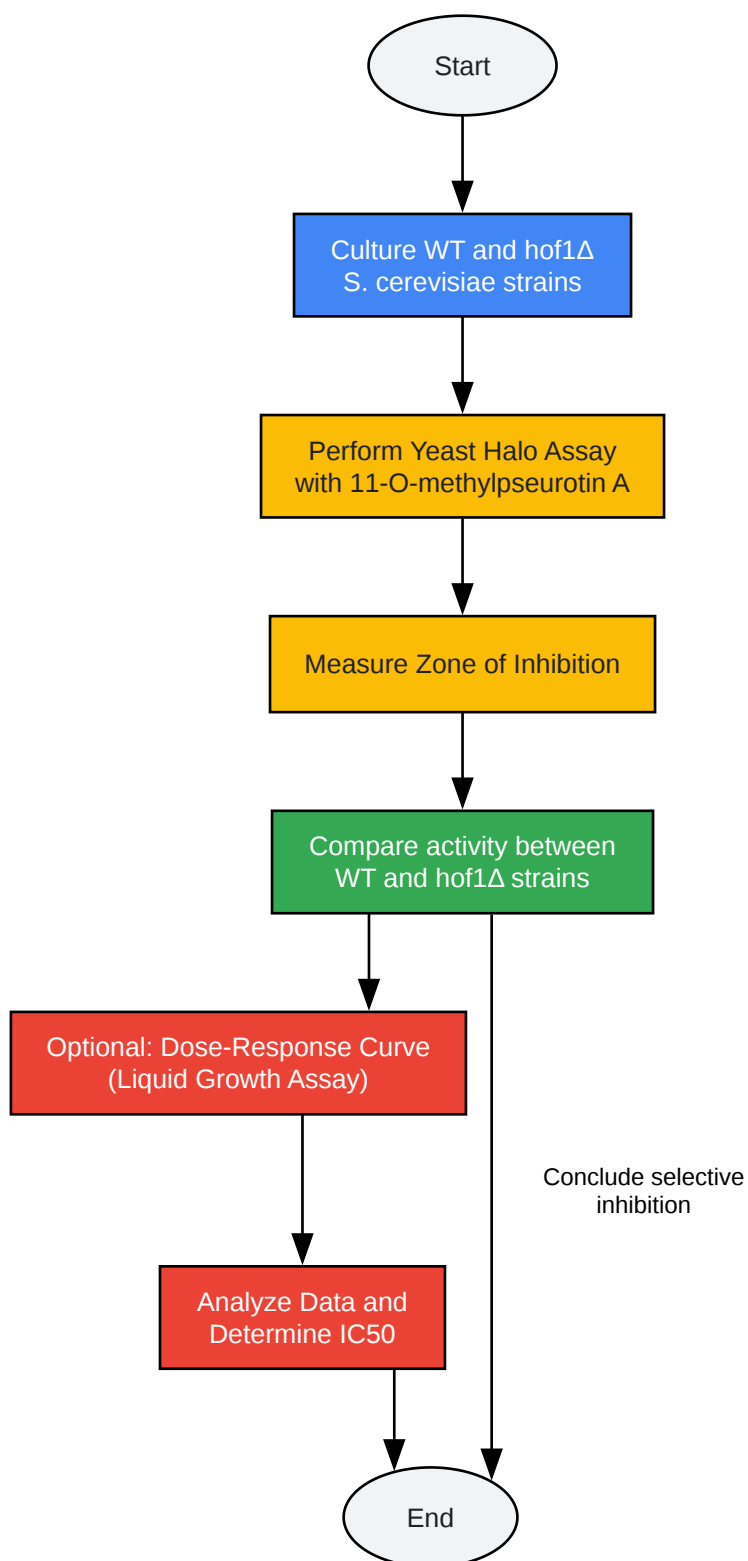 Start
Culture WT and hof1Δ
S. cerevisiae strains
Perform Yeast Halo Assay
with 11-O-methylpseurotin A
Measure Zone of Inhibition
Compare activity between
WT and hof1Δ strains
Optional: Dose-Response Curve
(Liquid Growth Assay)
Conclude selective
inhibition
Analyze Data and
Determine IC50
End